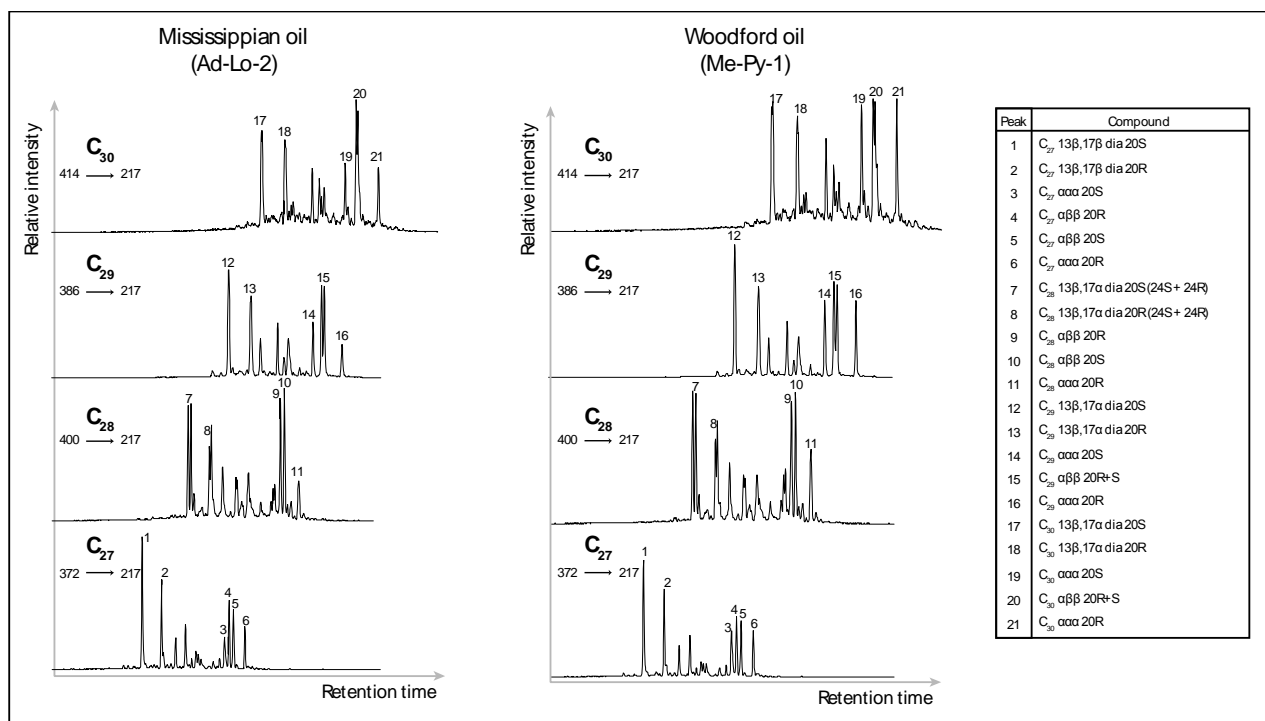 Mississippian oil
(Ad-Lo-2)
Relative intensity
C30
414 → 217
17
18
19
20
21
C29
386 → 217
12
13
14
15
16
C28
400 → 217
7
8
9
10
11
C27
372 → 217
1
2
3
4
5
6
Retention time
Woodford oil
(Me-Py-1)
Relative intensity
C30
414 → 217
17
18
19
20
21
C29
386 → 217
12
13
14
15
16
C28
400 → 217
7
8
9
10
11
C27
372 → 217
1
2
3
4
5
6
Retention time
Peak Compound
1 C27 13β,17β dia 20S
2 C27 13β,17β dia 20R
3 C27 ααα 20S
4 C27 αββ 20R
5 C27 αββ 20S
6 C27 ααα 20R
7 C28 13β,17α dia 20S (24S + 24R)
8 C28 13β,17α dia 20R (24S + 24R)
9 C28 αββ 20R
10 C28 αββ 20S
11 C28 ααα 20R
12 C29 13β,17α dia 20S
13 C29 13β,17α dia 20R
14 C29 ααα 20S
15 C29 αββ 20R+S
16 C29 ααα 20R
17 C30 13β,17α dia 20S
18 C30 13β,17α dia 20R
19 C30 ααα 20S
20 C30 αββ 20R+S
21 C30 ααα 20R